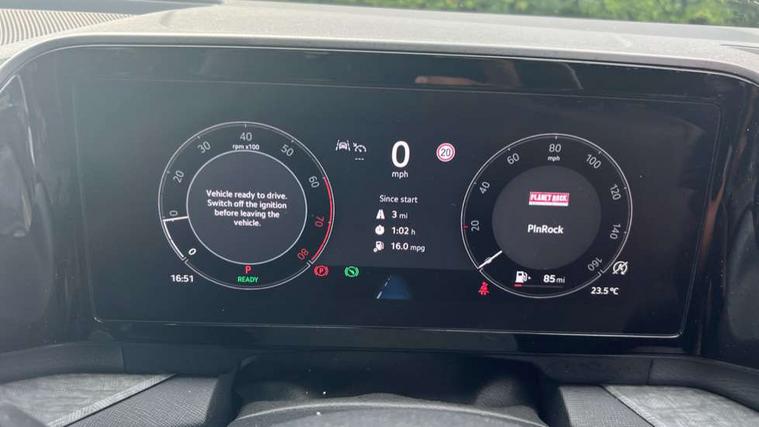 40
30
50
rpm x100
20
60
10
70
0
80
Vehicle ready to drive.
Switch off the ignition
before leaving the
vehicle.
P
READY
16:51
---
0
mph
20
Since start
3 mi
1:02 h
16.0 mpg
80
60
100
mph
40
120
20
140
0
160
PLANET ROCK
PlnRock
85 mi
23.5 °C